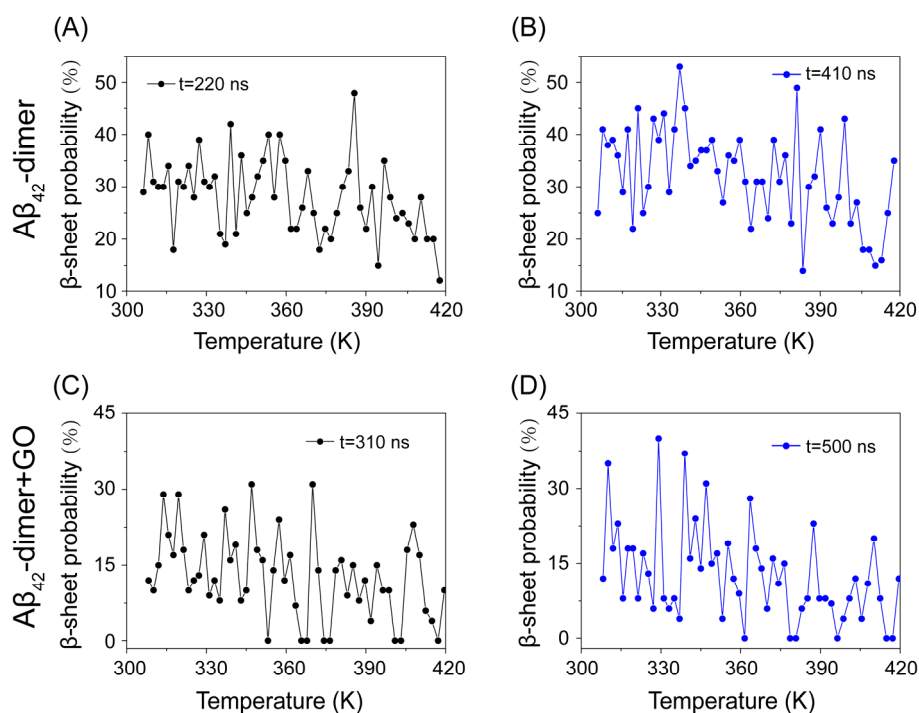 (A)
Aβ₄₂-dimer
β-sheet probability (%)
50
40
30
20
10
t=220 ns
300 330 360 390 420
Temperature (K)
(B)
β-sheet probability (%)
50
40
30
20
10
t=410 ns
300 330 360 390 420
Temperature (K)
(C)
Aβ₄₂-dimer+GO
β-sheet probability (%)
45
30
15
0
t=310 ns
300 330 360 390 420
Temperature (K)
(D)
β-sheet probability (%)
45
30
15
0
t=500 ns
300 330 360 390 420
Temperature (K)